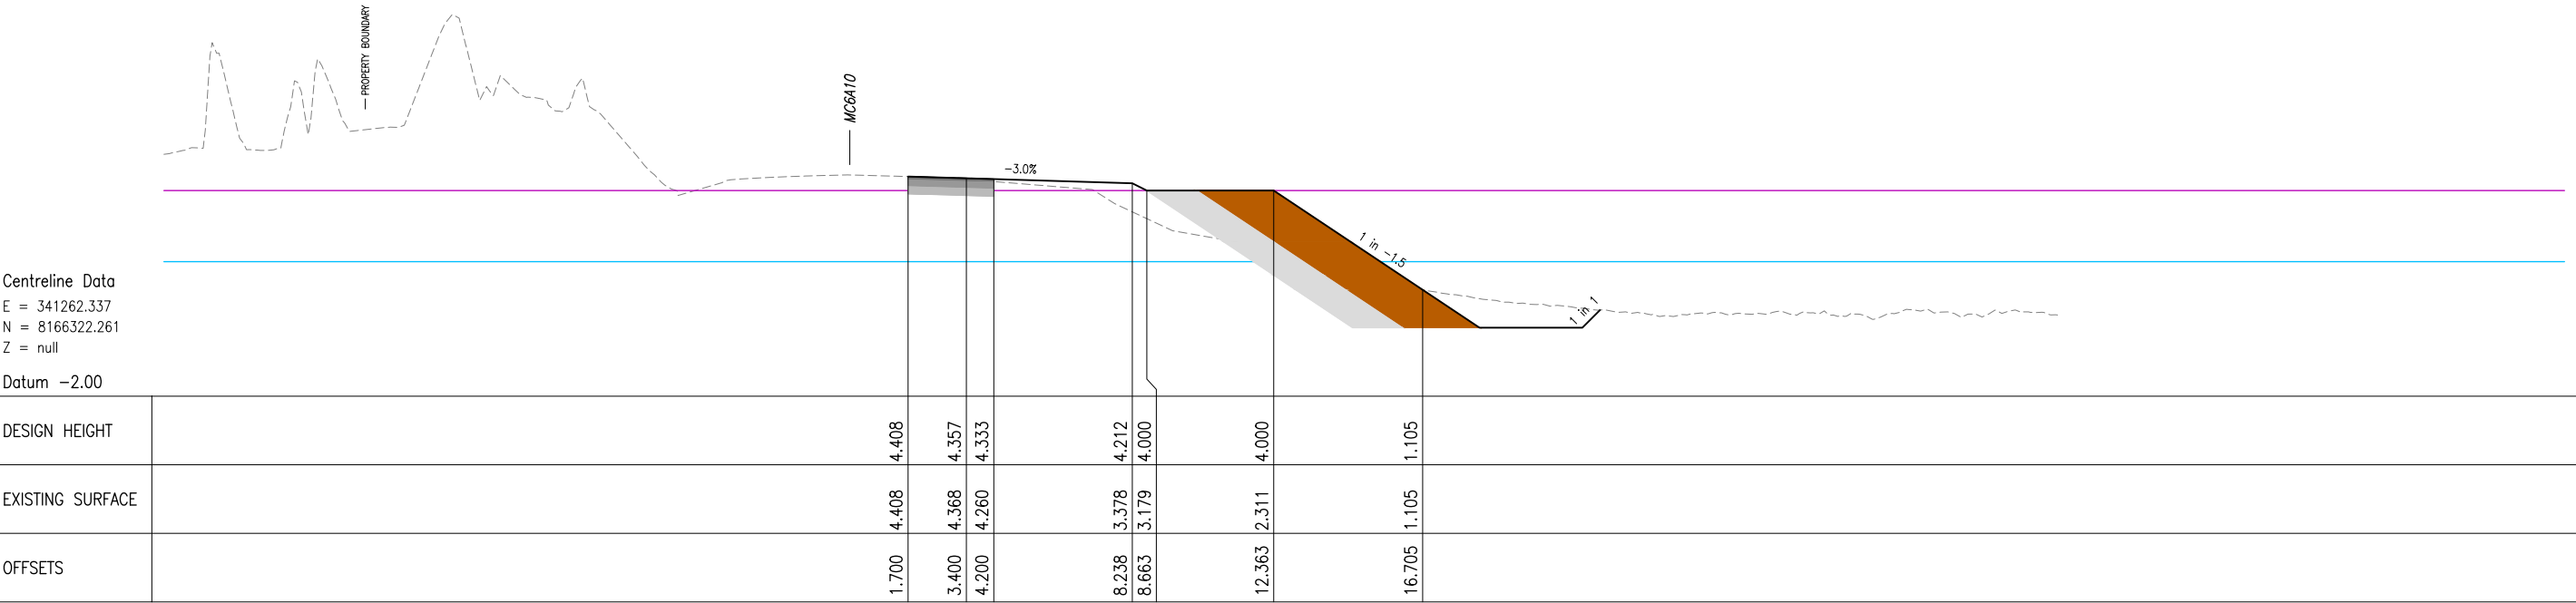 PROPERTY BOUNDARY
MC6A10
-3.0%
1 in -1.5
1 in 1
Centreline Data
E = 341262.337
N = 8166322.261
Z = null
Datum -2.00
DESIGN HEIGHT 4.408 4.357 4.333 4.212 4.000 4.000 1.105
EXISTING SURFACE 4.408 4.368 4.260 3.378 3.179 2.311 1.105
OFFSETS 1.700 3.400 4.200 8.238 8.663 12.363 16.705